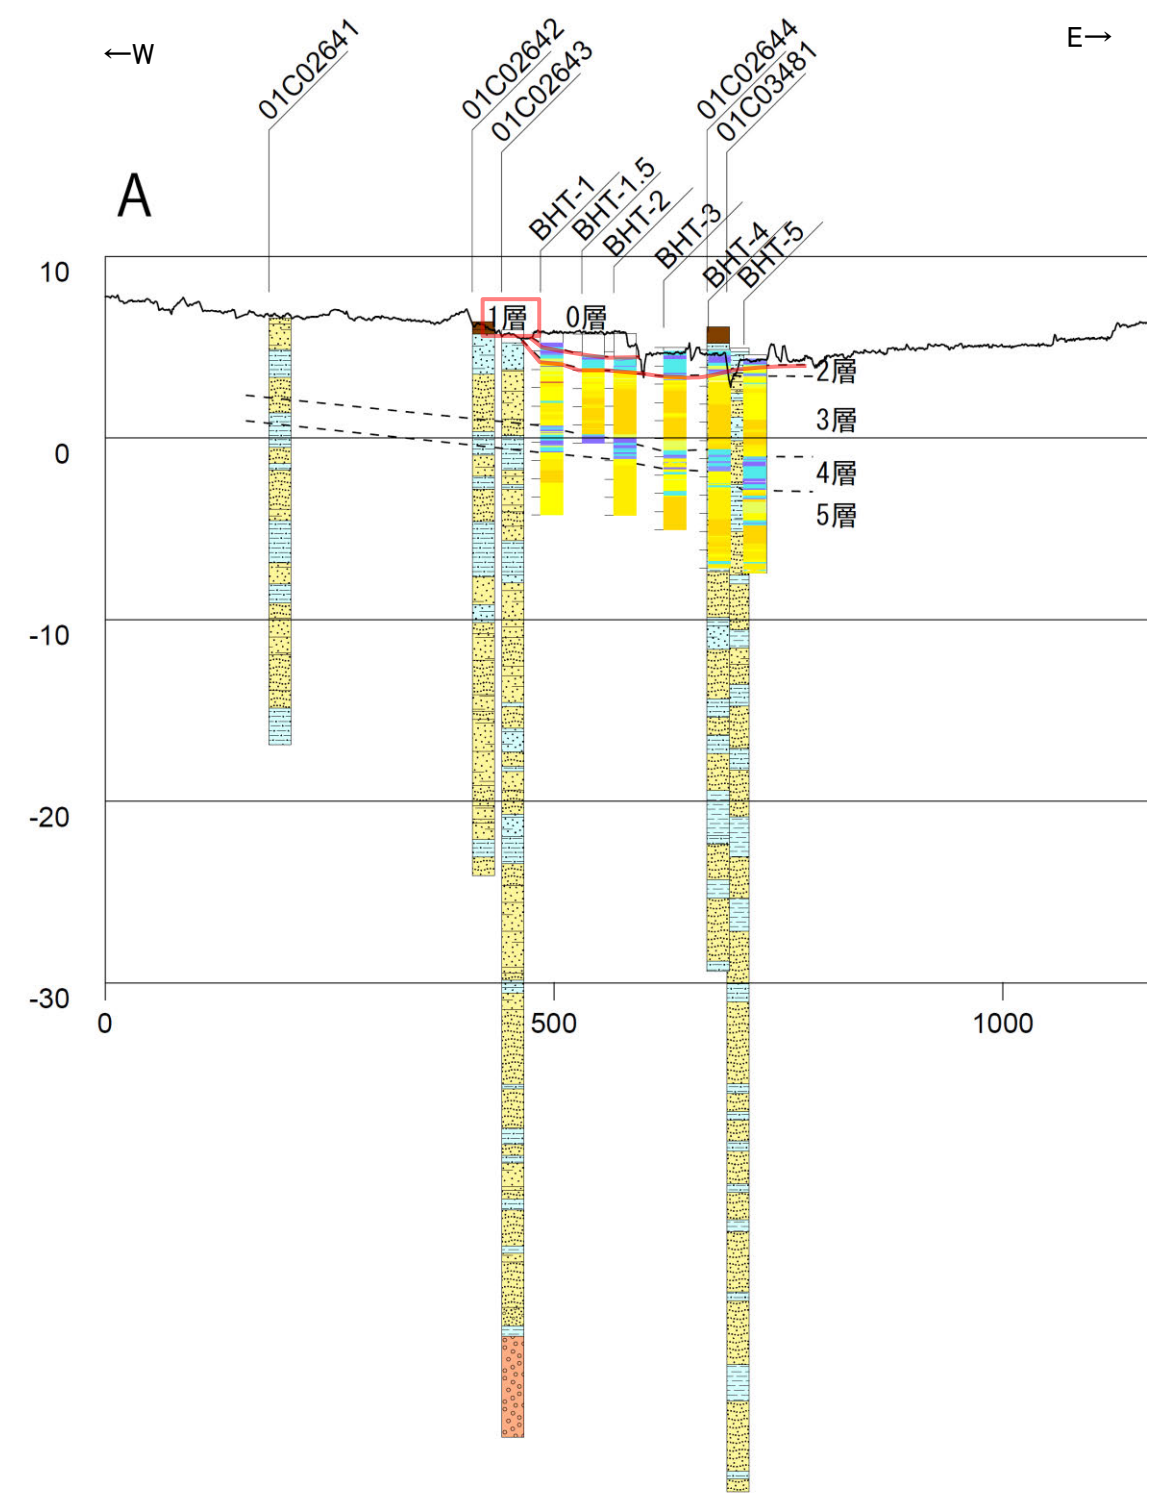 ←W
E→
01C02641
01C02642
01C02643
01C02644
01C03481
A
BHT-1
BHT-1.5
BHT-2
BHT-3
BHT-4
BHT-5
10
1層
0層
2層
3層
0
4層
5層
-10
-20
-30
0
500
1000